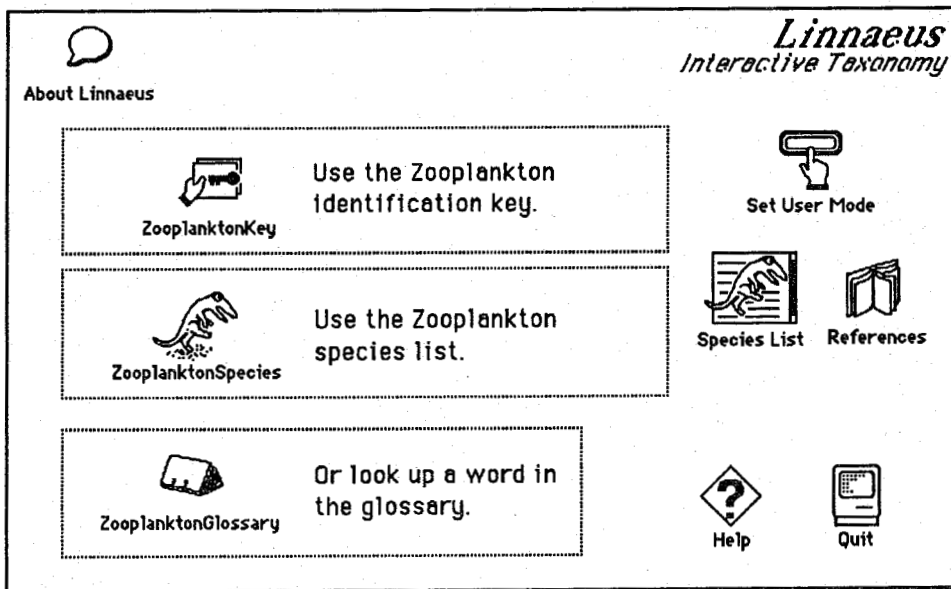 Linnaeus
Interactive Taxonomy
About Linnaeus
Use the Zooplankton
identification key.
ZooplanktonKey
Set User Mode
Use the Zooplankton
species list.
ZooplanktonSpecies
Species List
References
Or look up a word in
the glossary.
ZooplanktonGlossary
Help
Quit